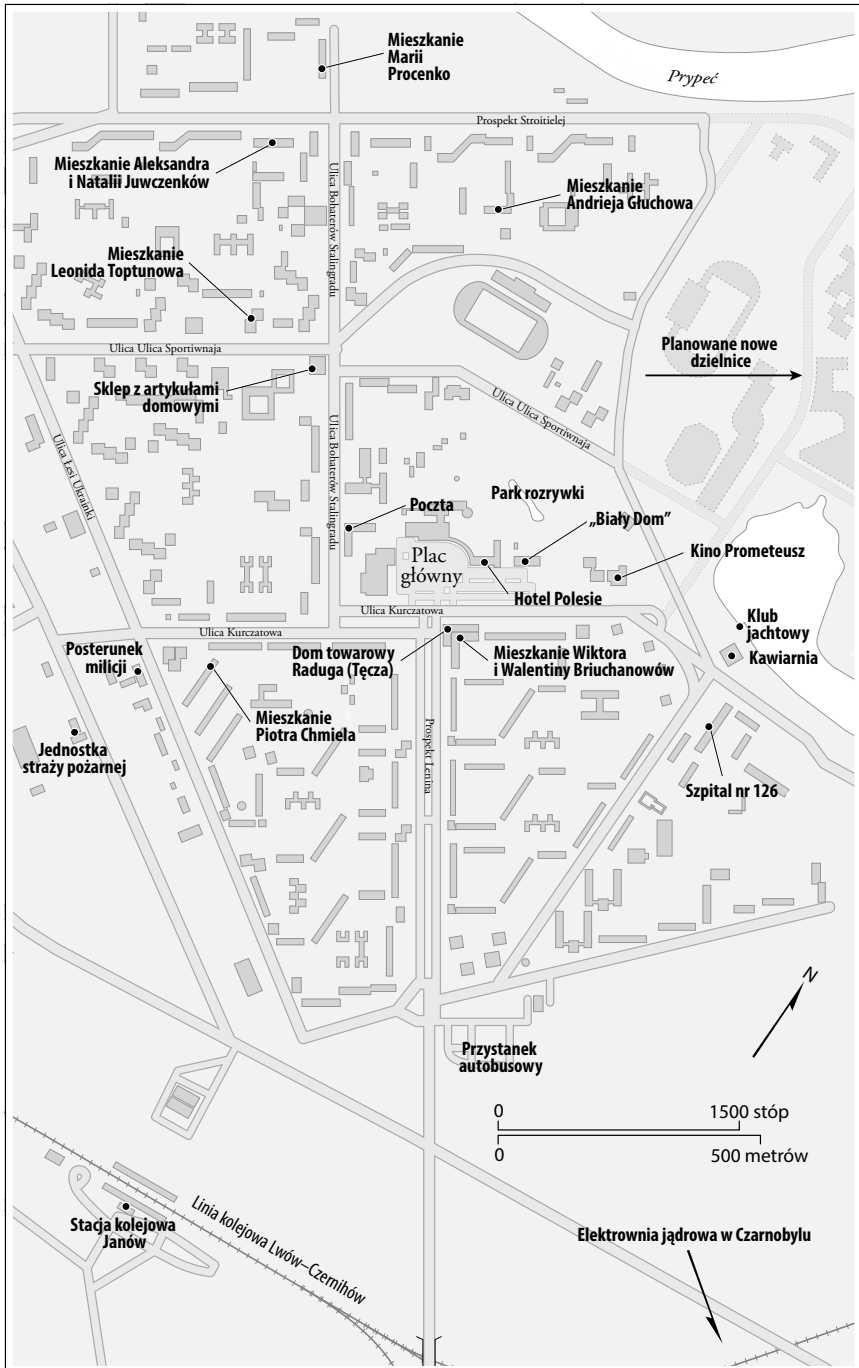 Mieszkanie
Marii
Procenko
Prypeć
Prospekt Stroitielej
Mieszkanie Aleksandra
i Natalii Juwczenków
Ulica Bohaterów Stalingradu
Mieszkanie
Andrieja Głuchowa
Mieszkanie
Leonida Toptunowa
Ulica Ulica Sportiwnaja
Planowane nowe
dzielnice
Sklep z artykułami
domowymi
Ulica Ulica Sportiwnaja
Ulica Łesi Ukrainki
Ulica Bohaterów Stalingradu
Park rozrywki
Poczta
„Biały Dom”
Plac
główny
Kino Prometeusz
Hotel Polesie
Ulica Kurczatowa
Klub
jachtowy
Ulica Kurczatowa
Posterunek
milicji
Dom towarowy
Raduga (Tęcza)
Mieszkanie Wiktora
i Walentiny Briuchanowów
Kawiarnia
Mieszkanie
Piotra Chmiela
Prospekt Lenina
Jednostka
straży pożarnej
Szpital nr 126
N
Przystanek
autobusowy
0 1500 stóp
0 500 metrów
Linia kolejowa Lwów–Czernihów
Stacja kolejowa
Janów
Elektrownia jądrowa w Czarnobylu